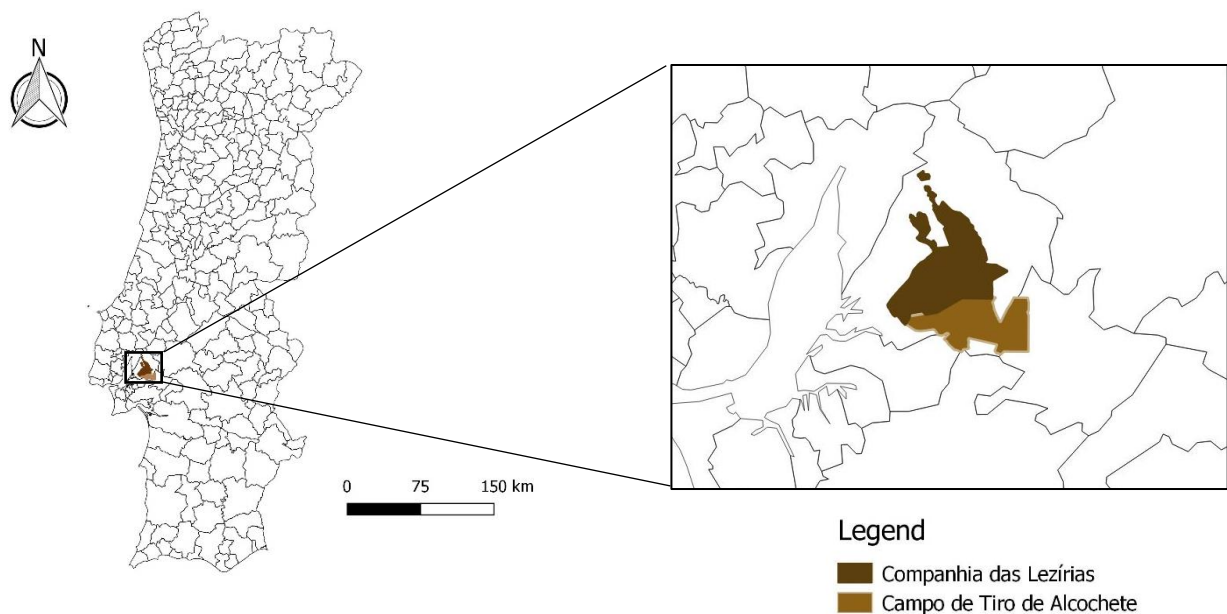 N
0 75 150 km
Legend
Companhia das Lezírias
Campo de Tiro de Alcochete